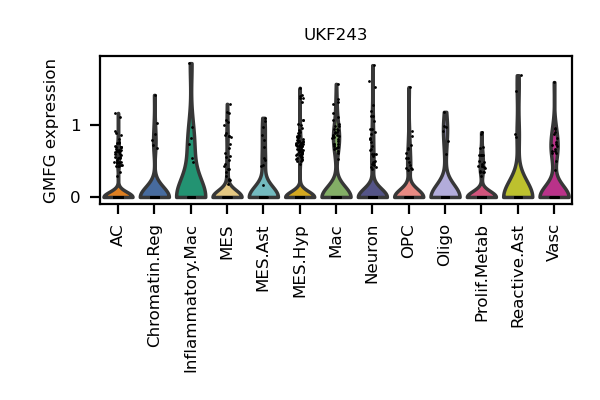 UKF243
GMFG expression
1
0
AC
Chromatin.Reg
Inflammatory.Mac
MES
MES.Ast
MES.Hyp
Mac
Neuron
OPC
Oligo
Prolif.Metab
Reactive.Ast
Vasc